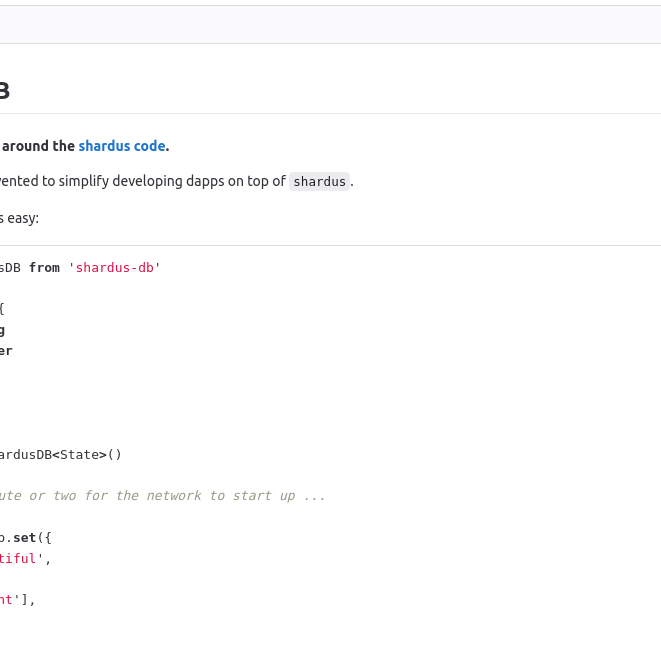 B
around the shardus code.
vented to simplify developing dapps on top of shardus.
s easy:
sDB from 'shardus-db'
{
g
er
ardusDB<State>()
ute or two for the network to start up ...
b.set({
tiful',
nt'],